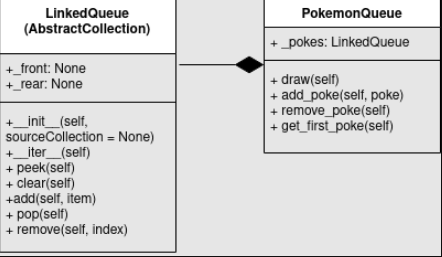 LinkedQueue
(AbstractCollection)
+_front: None
+_rear: None
+__init__(self,
sourceCollection = None)
+__iter__(self)
+ peek(self)
+ clear(self)
+add(self, item)
+ pop(self)
+ remove(self, index)
PokemonQueue
+ _pokes: LinkedQueue
+ draw(self)
+ add_poke(self, poke)
+ remove_poke(self)
+ get_first_poke(self)